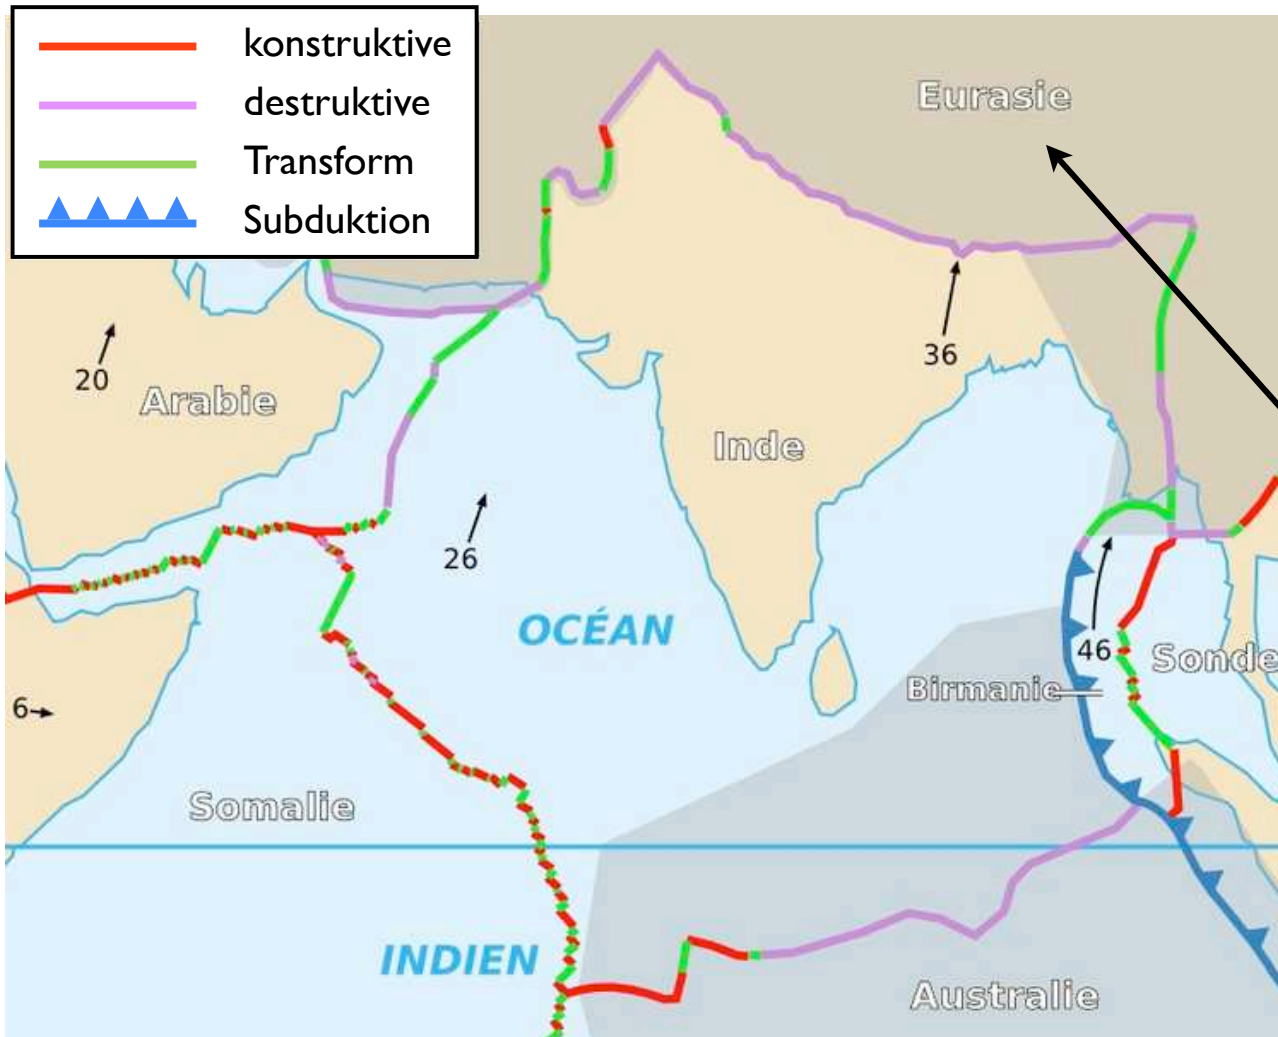 konstruktive
destruktive
Transform
Subduktion
Eurasie
20
Arabie
36
Inde
26
OCÉAN
46
Sonde
Birmanie
6
Somalie
INDIEN
Australie